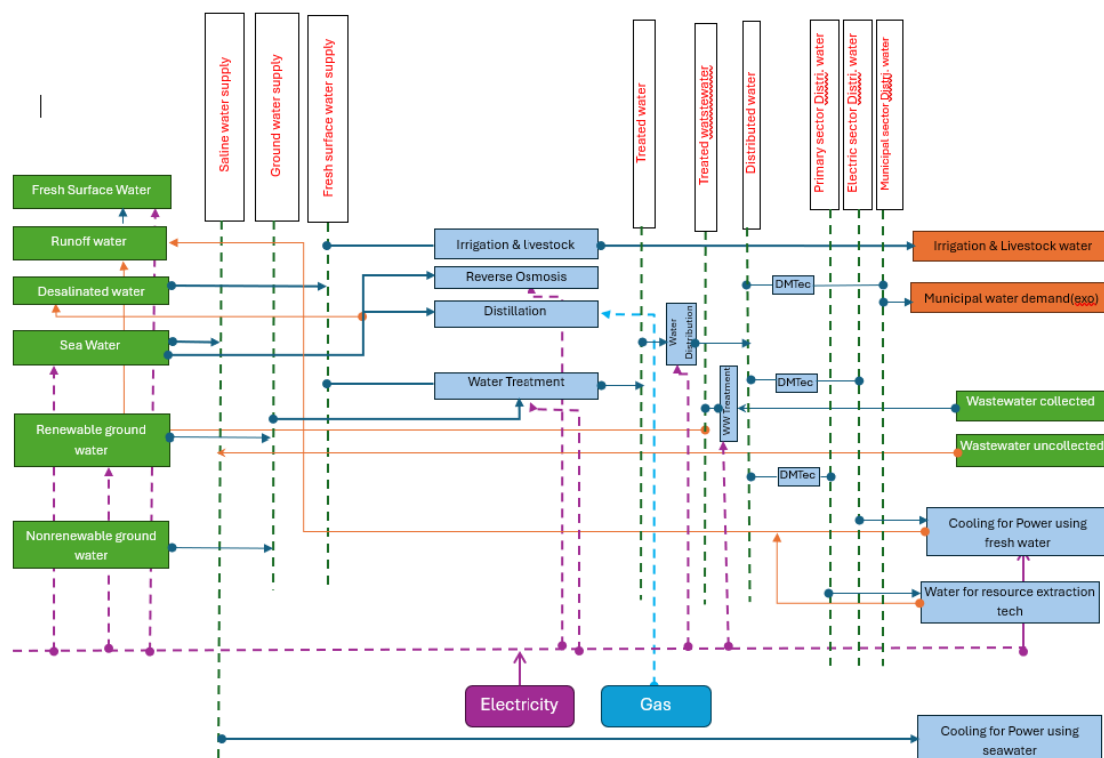 Saline water supply
Ground water supply
Fresh surface water supply
Treated water
Treated watstewater
Distributed water
Primary sector Distri. water
Electric sector Distri. water
Municipal sector Distri. water
Fresh Surface Water
Runoff water
Desalinated water
Sea Water
Renewable ground
water
Nonrenewable ground
water
Irrigation & livestock
Reverse Osmosis
Distillation
Water Treatment
Water
Distribution
WW Treatment
DMTec
DMTec
DMTec
Irrigation & Livestock water
Municipal water demand(exo)
Wastewater collected
Wastewater uncollected
Cooling for Power using
fresh water
Water for resource extraction
tech
Electricity
Gas
Cooling for Power using
seawater